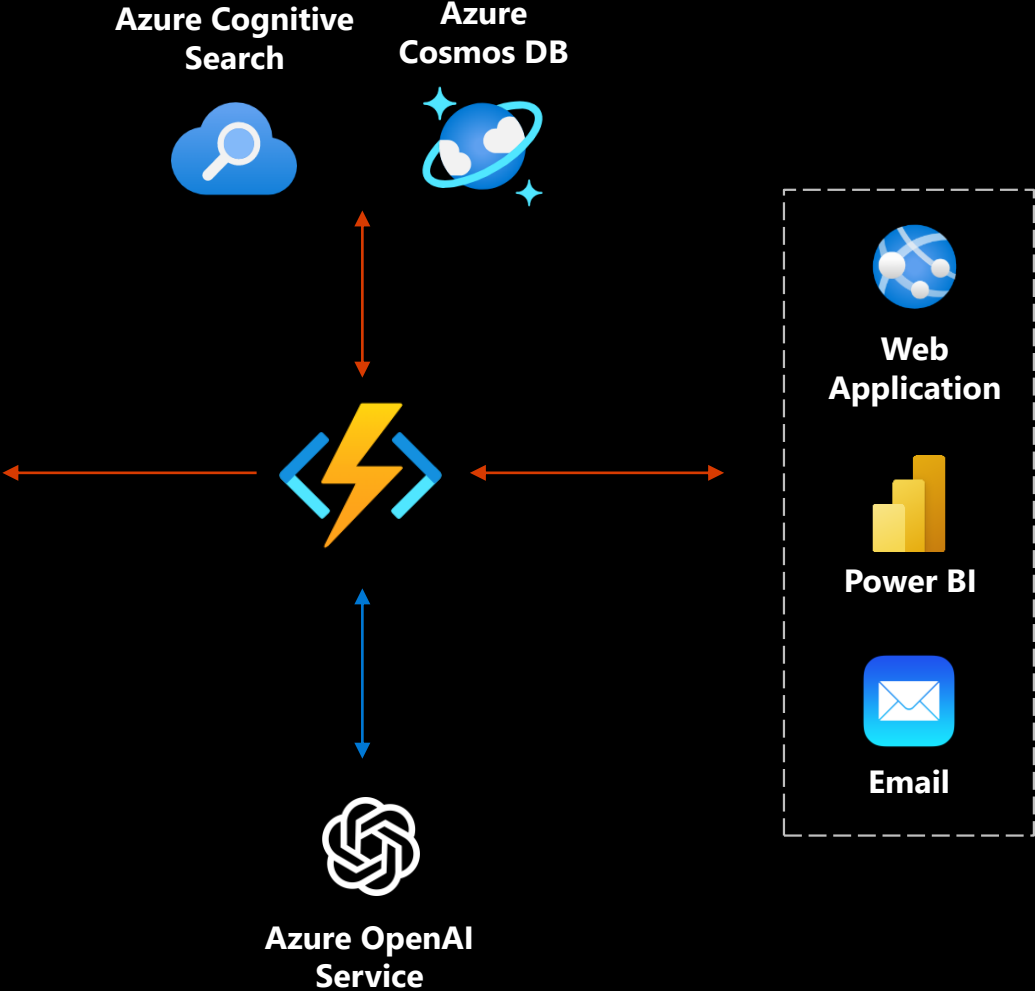 Azure Cognitive
Search
Azure
Cosmos DB
Web
Application
Power BI
Email
Azure OpenAI
Service